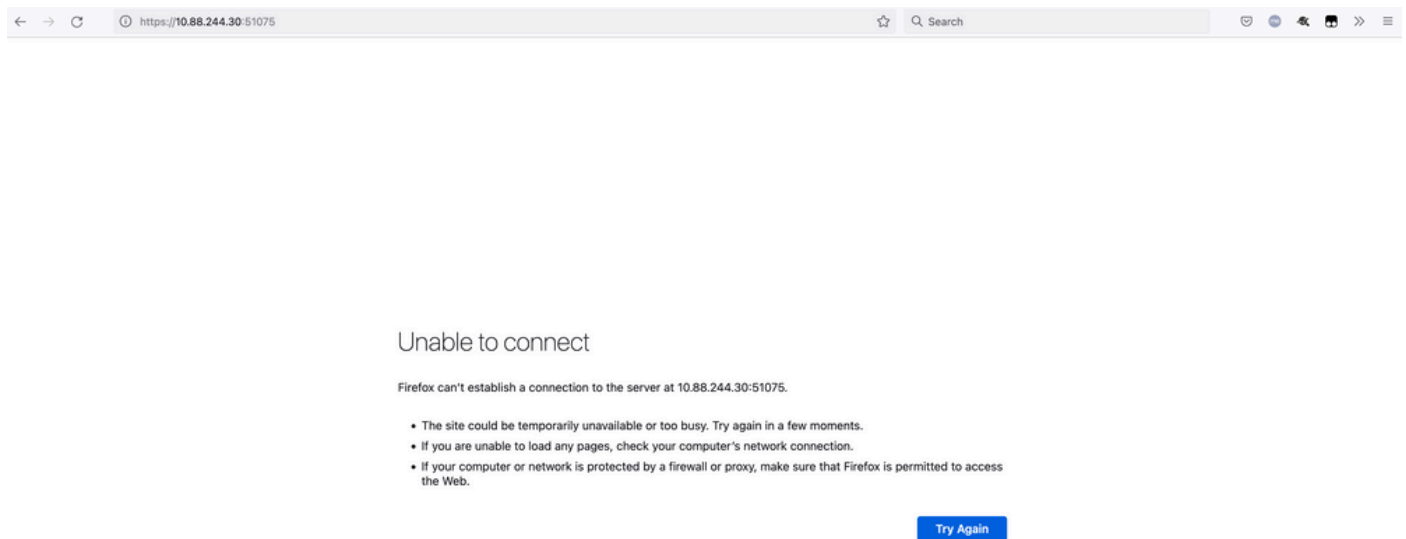 https://10.88.244.30:51075
Search
Unable to connect
Firefox can't establish a connection to the server at 10.88.244.30:51075.
• The site could be temporarily unavailable or too busy. Try again in a few moments.
• If you are unable to load any pages, check your computer's network connection.
• If your computer or network is protected by a firewall or proxy, make sure that Firefox is permitted to access
the Web.
Try Again